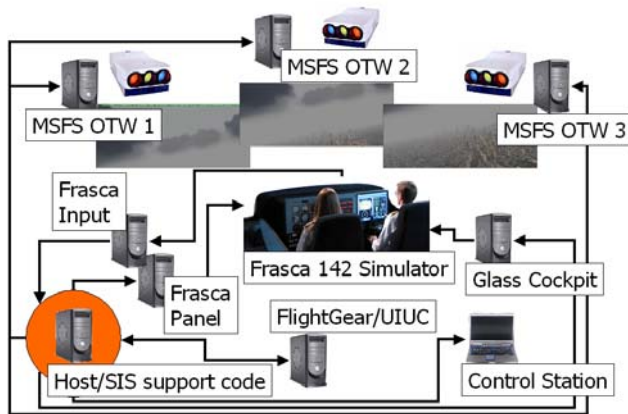 MSFS OTW 2
MSFS OTW 1
MSFS OTW 3
Frasca
Input
Frasca 142 Simulator
Glass Cockpit
Frasca
Panel
FlightGear/UIUC
Host/SIS support code
Control Station